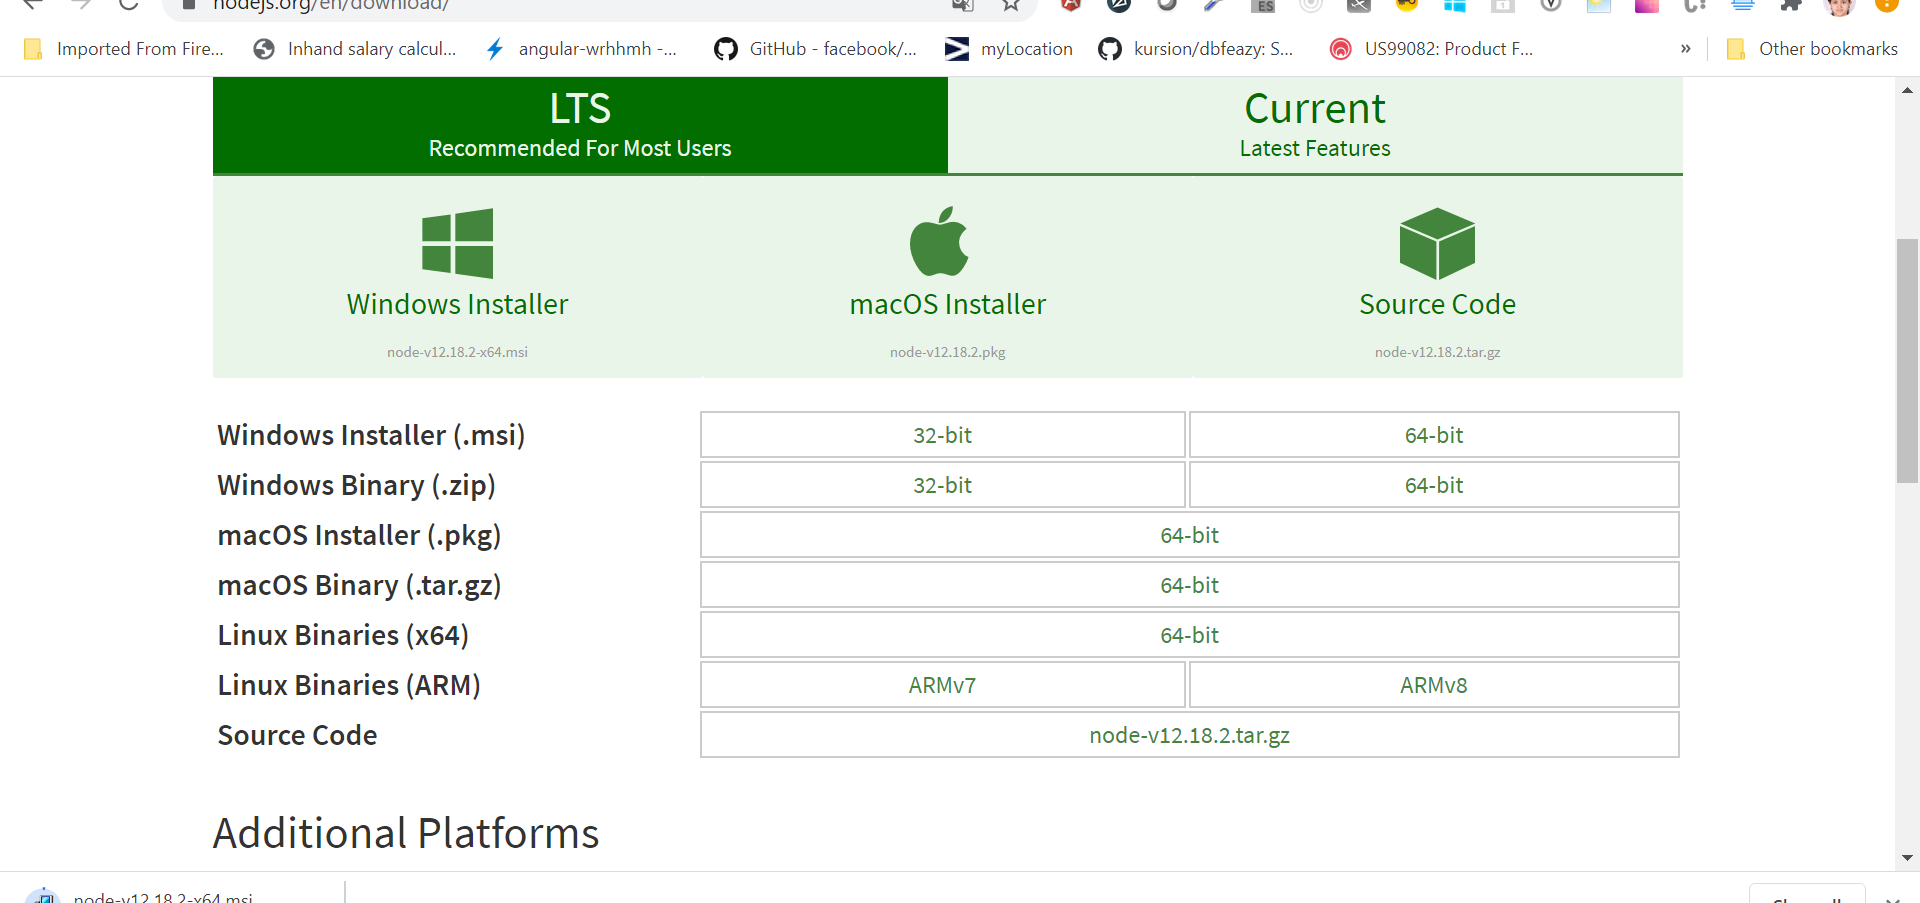 nodejs.org/en/download/
Imported From Fire... Inhand salary calcul... angular-wrhhmh -... GitHub - facebook/... myLocation kursion/dbfeazy: S... US99082: Product F... » Other bookmarks
LTS
Recommended For Most Users
Current
Latest Features
Windows Installer
node-v12.18.2-x64.msi
macOS Installer
node-v12.18.2.pkg
Source Code
node-v12.18.2.tar.gz
Windows Installer (.msi) 32-bit 64-bit
Windows Binary (.zip) 32-bit 64-bit
macOS Installer (.pkg) 64-bit
macOS Binary (.tar.gz) 64-bit
Linux Binaries (x64) 64-bit
Linux Binaries (ARM) ARMv7 ARMv8
Source Code node-v12.18.2.tar.gz
Additional Platforms
node-v12.18.2-x64.msi
Show all